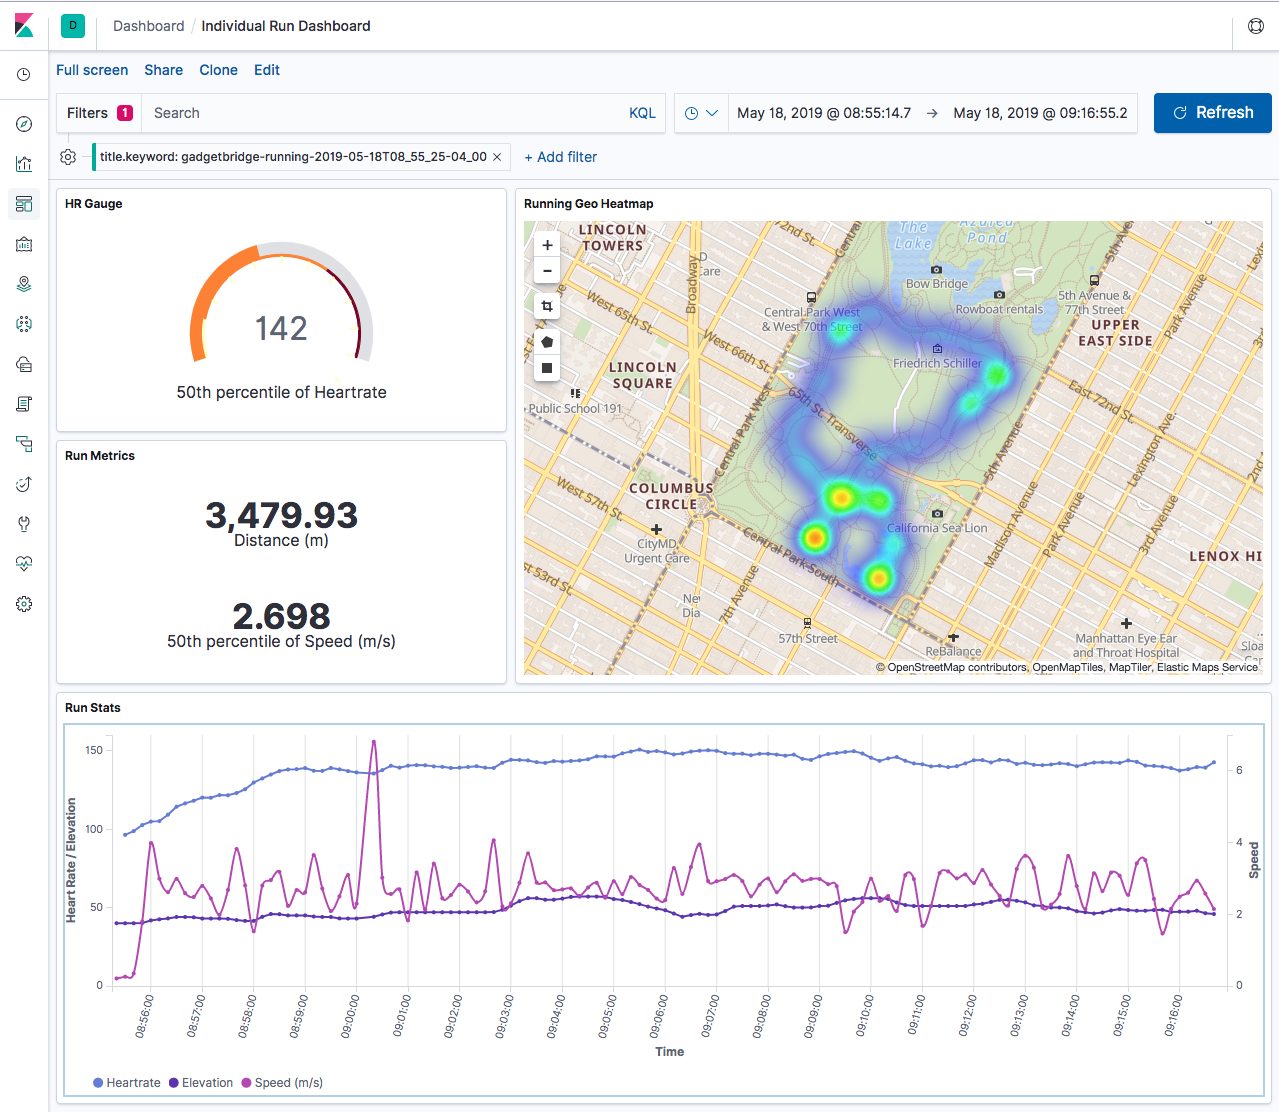 D
Dashboard / Individual Run Dashboard
Full screen Share Clone Edit
Filters 1 Search KQL May 18, 2019 @ 08:55:14.7 → May 18, 2019 @ 09:16:55.2 Refresh
title.keyword: gadgetbridge-running-2019-05-18T08_55_25-04_00 × + Add filter
HR Gauge
142
50th percentile of Heartrate
Run Metrics
3,479.93
Distance (m)
2.698
50th percentile of Speed (m/s)
Running Geo Heatmap
+
−
LINCOLN
TOWERS
72nd St.
Central
The
Lake
Azalea
Pond
5th Ave
D
Care
Broadway
Bow Bridge
Rowboat rentals
5th Avenue &
77th Street
Park Avenue
West 65th St.
Central Park West
& West 70th Street
UPPER
EAST SIDE
West 66th St.
Friedrich Schiller
LINCOLN
SQUARE
Public School 191
Central Park West
65th St. Transverse
East 72nd St.
5th Avenue
Lexington Ave.
2nd
COLUMBUS
CIRCLE
West 57th St.
California Sea Lion
Madison Avenue
Park Avenue
3rd Avenue
LENOX HI
CityMD
Urgent Care
Central Park South
st 53rd St.
7th Avenue
Ne
Dia
57th Street
ReBalance
Manhattan Eye Ear
and Throat Hospital
Sloa
© OpenStreetMap contributors, OpenMapTiles, MapTiler, Elastic Maps Service
Run Stats
Heart Rate / Elevation
150
100
50
0
Speed
6
4
2
0
08:56:00
08:57:00
08:58:00
08:59:00
09:00:00
09:01:00
09:02:00
09:03:00
09:04:00
09:05:00
09:06:00
09:07:00
09:08:00
09:09:00
09:10:00
09:11:00
09:12:00
09:13:00
09:14:00
09:15:00
09:16:00
Time
Heartrate Elevation Speed (m/s)